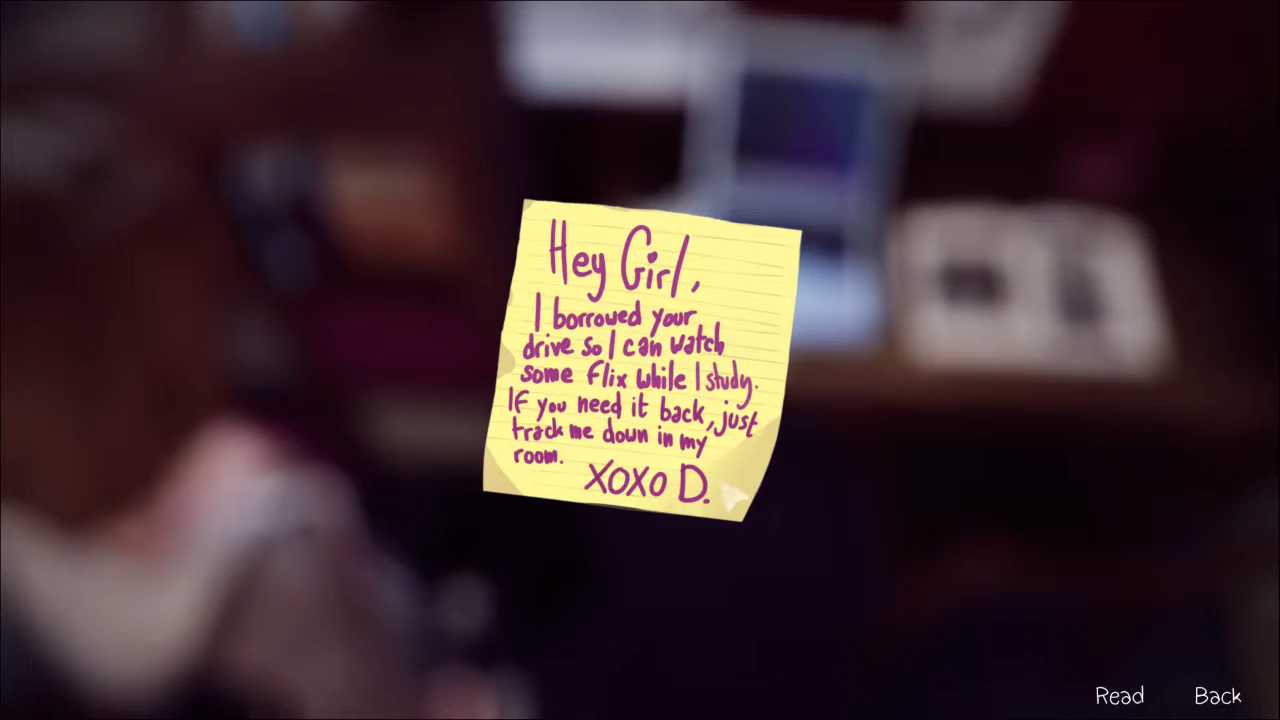 Hey Girl,
I borrowed your
drive so I can watch
some flix while I study.
If you need it back, just
track me down in my
room.
XOXO D.
Read Back